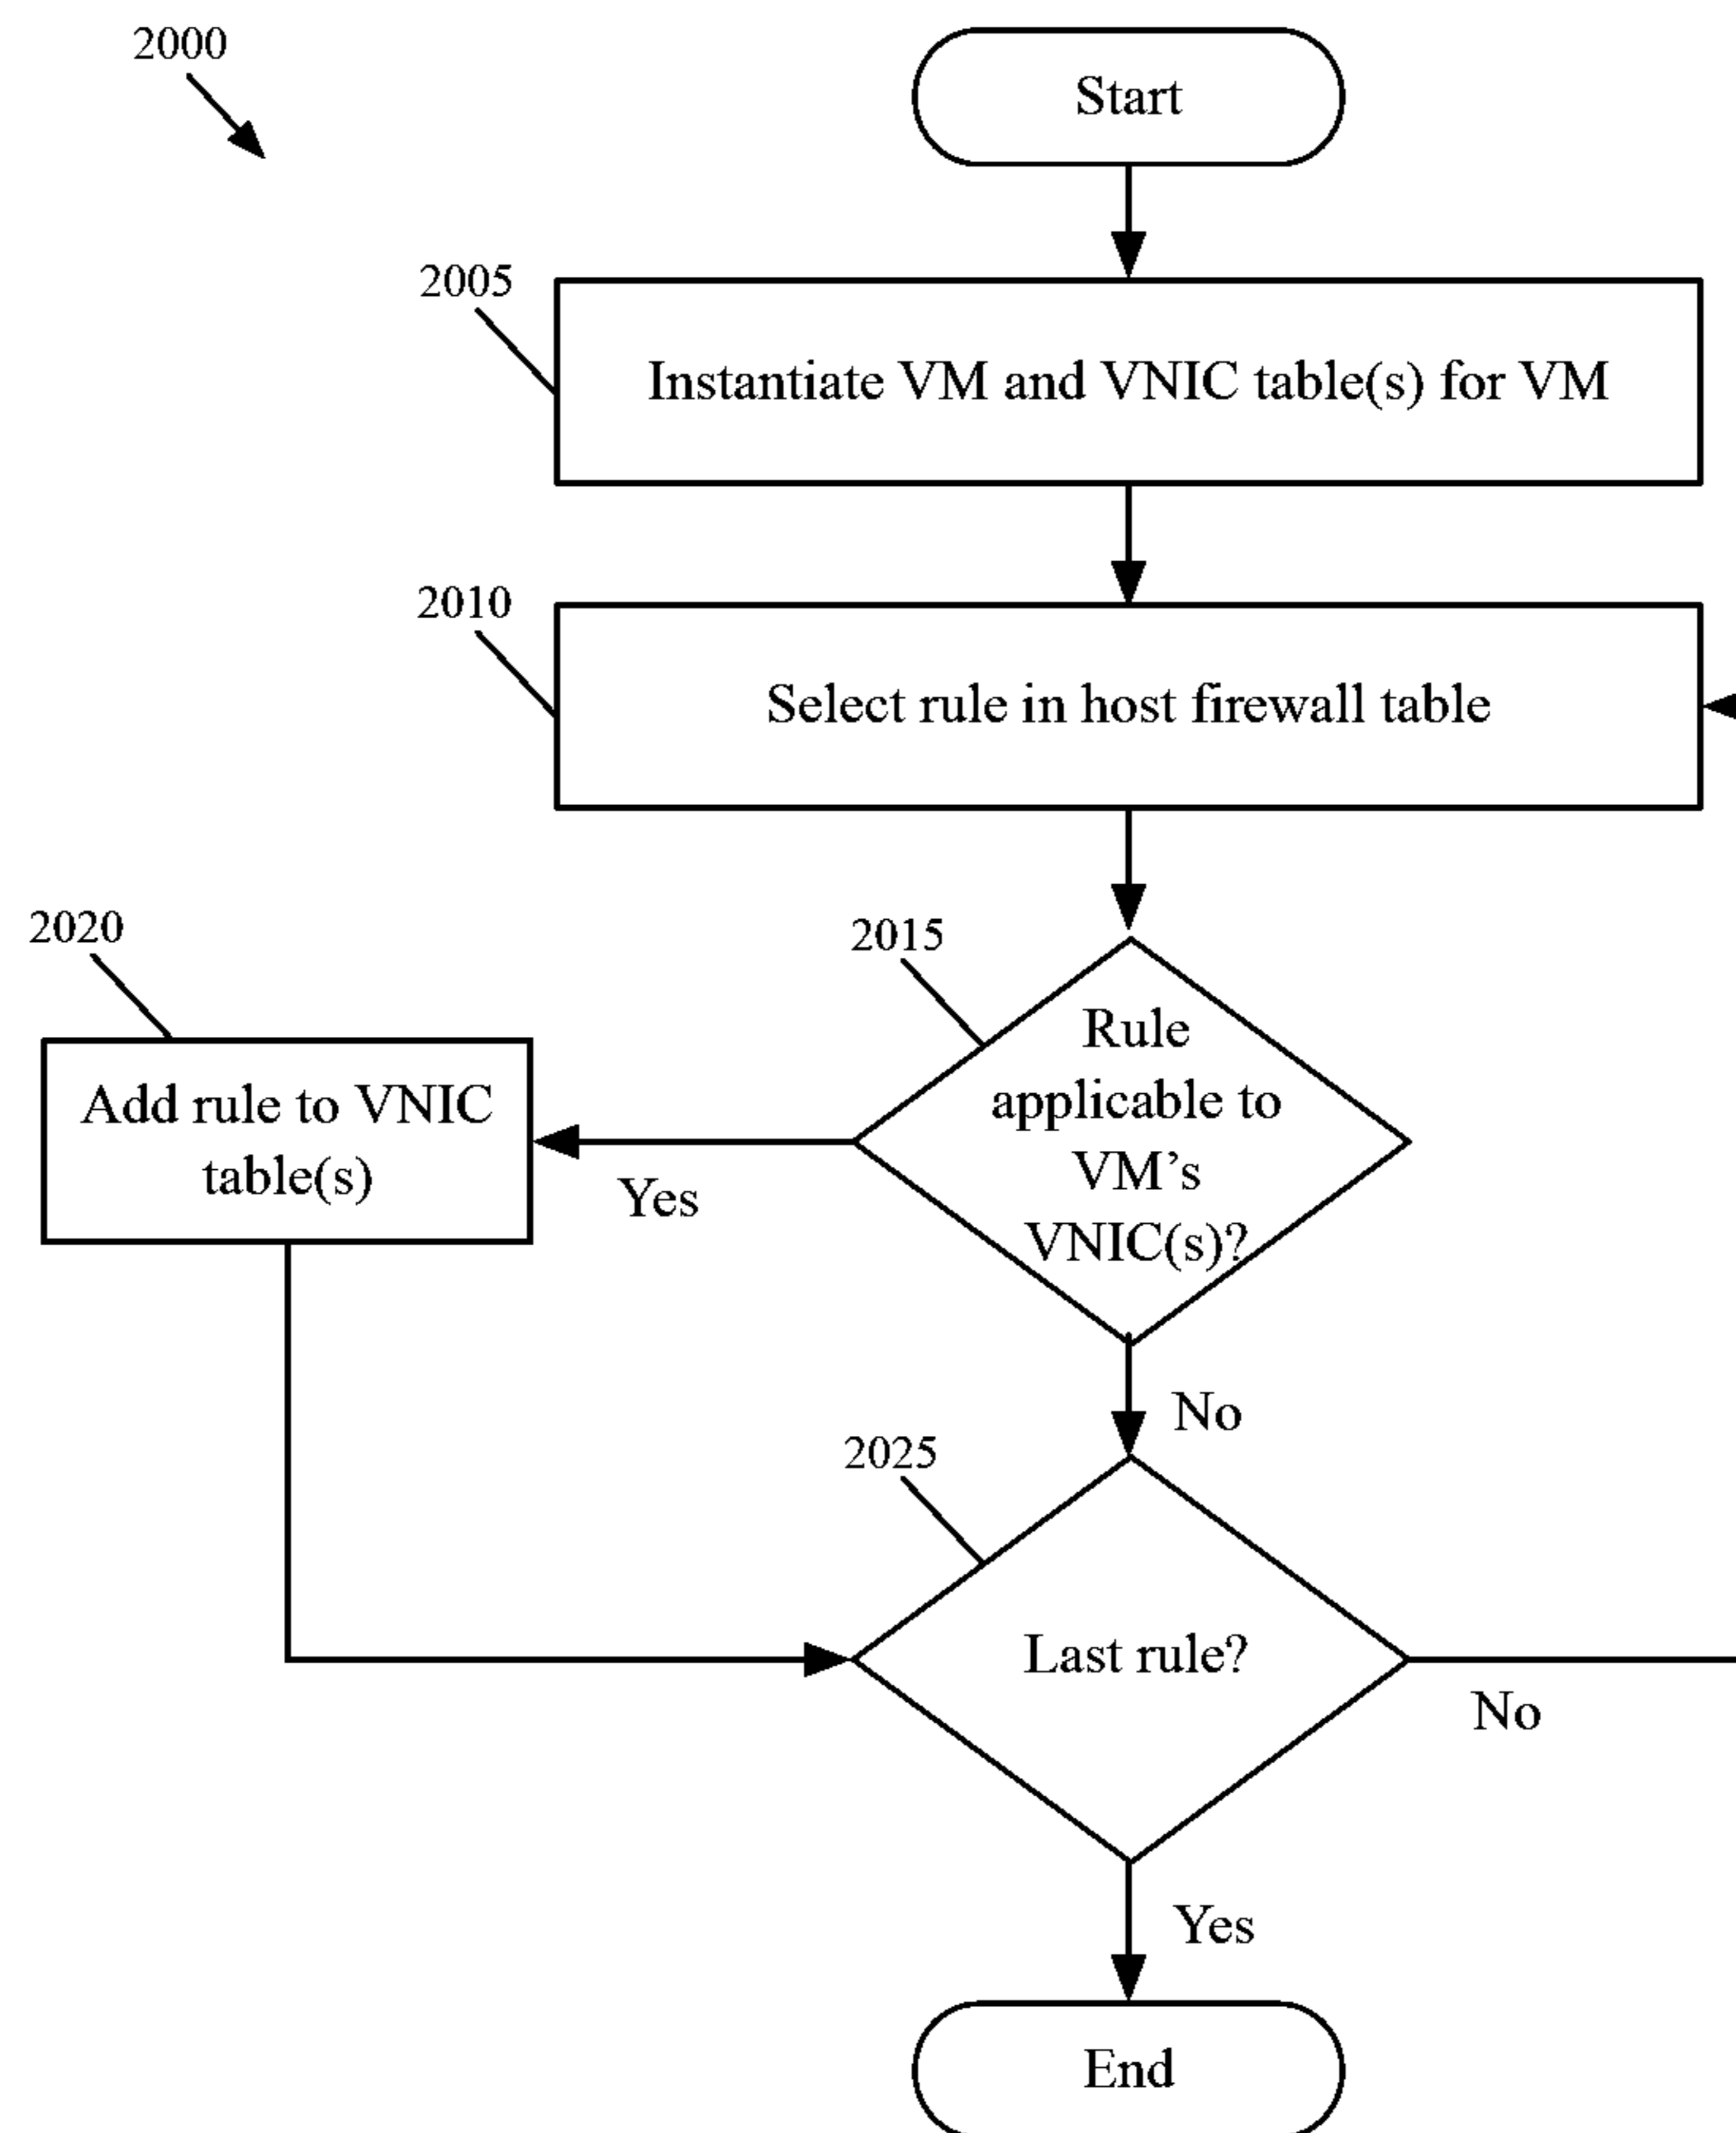 2000
Start
2005
Instantiate VM and VNIC table(s) for VM
2010
Select rule in host firewall table
2020
2015
Add rule to VNIC
table(s)
Rule
applicable to
VM’s
VNIC(s)?
Yes
No
2025
Last rule?
No
Yes
End